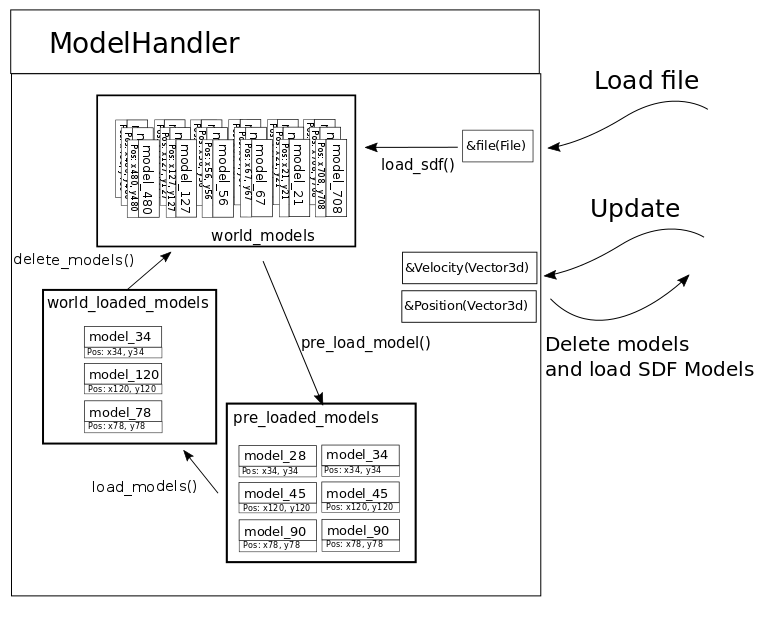 ModelHandler
Load file
&file(File)
load_sdf()
model_480
Pos: x480, y480
model_127
Pos: x127, y127
model_56
Pos: x56, y56
model_67
Pos: x67, y67
model_21
Pos: x21, y21
model_708
Pos: x708, y708
world_models
Update
delete_models()
&Velocity(Vector3d)
&Position(Vector3d)
world_loaded_models
model_34
Pos: x34, y34
model_120
Pos: x120, y120
model_78
Pos: x78, y78
pre_load_model()
Delete models
and load SDF Models
pre_loaded_models
model_28
Pos: x34, y34
model_34
Pos: x34, y34
model_45
Pos: x120, y120
model_45
Pos: x120, y120
model_90
Pos: x78, y78
model_90
Pos: x78, y78
load_models()